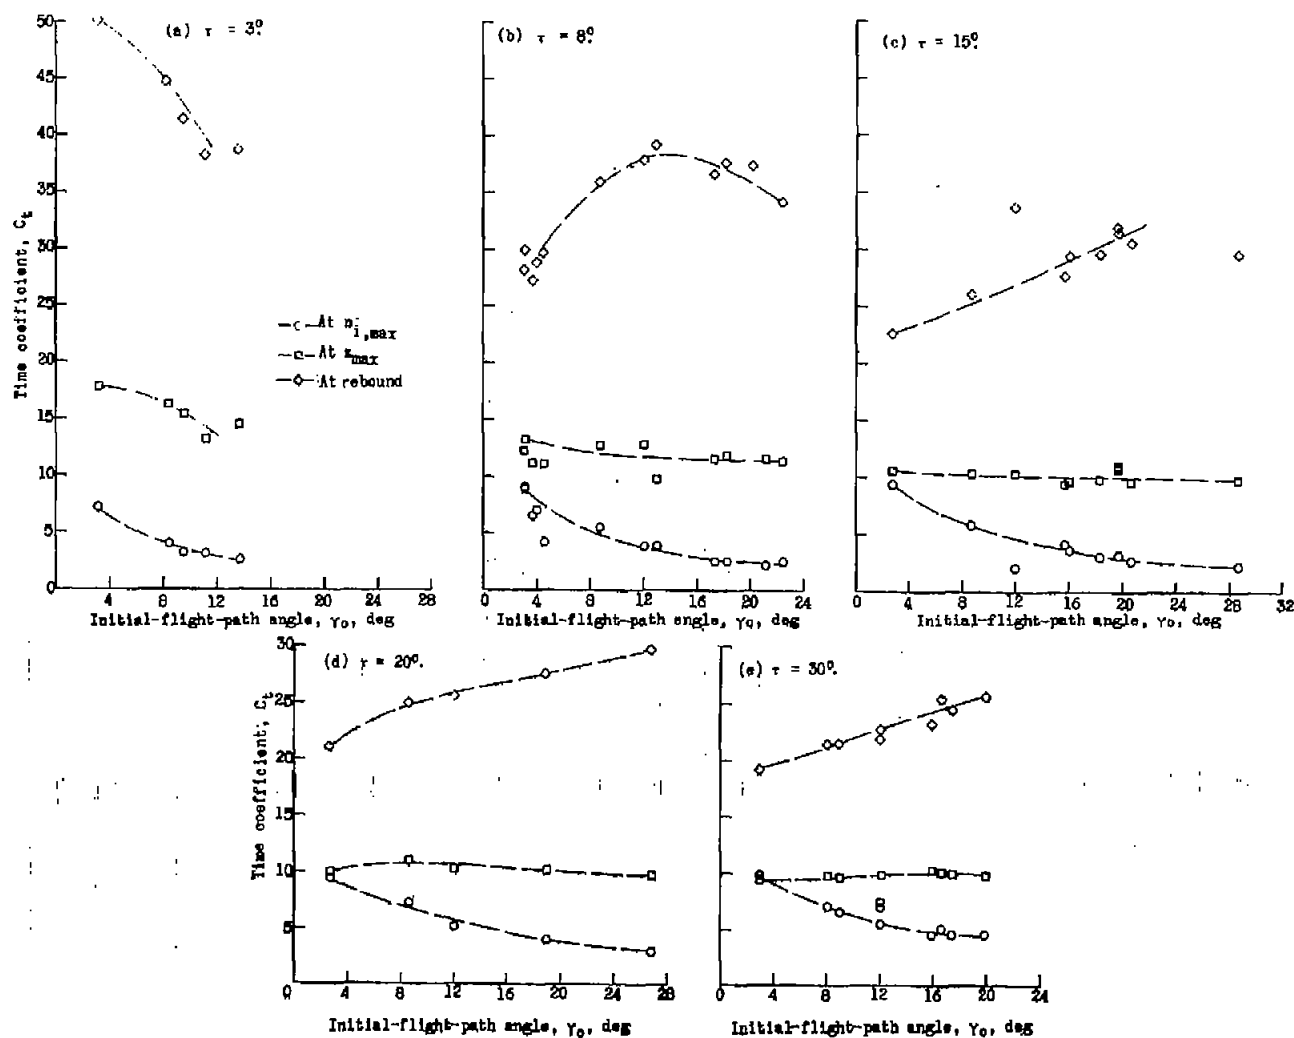 (a) τ = 3°.
50
45
40
35
30
25
20
15
10
5
0
Time coefficient, Ct
4 8 12 16 20 24 28
Initial-flight-path angle, γ0, deg
At ni,max
At zmax
At rebound
(b) τ = 8°.
0 4 8 12 16 20 24
Initial-flight-path angle, γ0, deg
(c) τ = 15°.
0 4 8 12 16 20 24 28 32
Initial-flight-path angle, γ0, deg
(d) τ = 20°.
30
25
20
15
10
5
Time coefficient, Ct
0 4 8 12 16 20 24 28
Initial-flight-path angle, γ0, deg
(e) τ = 30°.
0 4 8 12 16 20 24
Initial-flight-path angle, γ0, deg